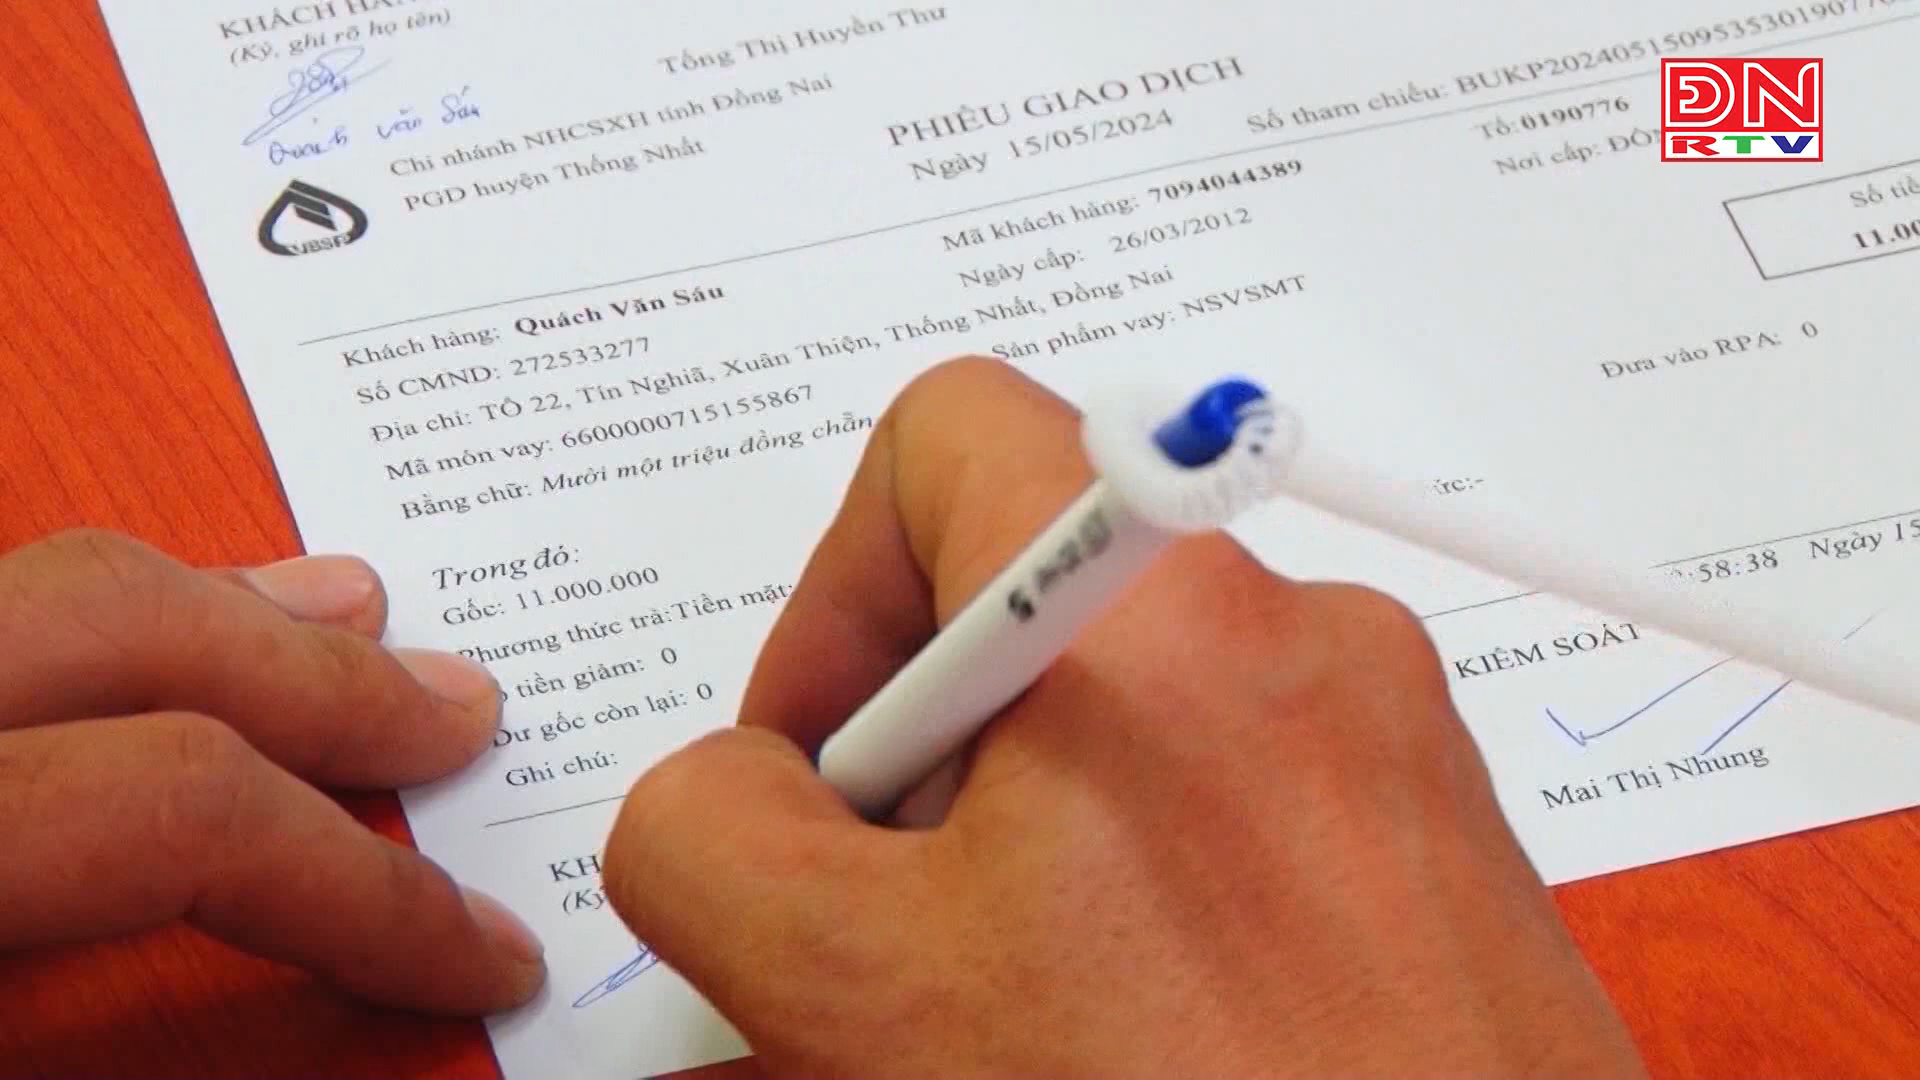 KHÁCH HÀ
(Ký, ghi rõ họ tên)
Tống Thị Huyền Thư
Quách Văn Sáu
ĐN
RTV
VBSP
Chi nhánh NHCSXH tỉnh Đồng Nai
PGD huyện Thống Nhất
PHIẾU GIAO DỊCH
Ngày 15/05/2024
Số tham chiếu: BUKP20240515095353019077
Tổ: 0190776
Khách hàng: Quách Văn Sáu
Mã khách hàng: 7094044389
Nơi cấp: ĐỒN
Số CMND: 272533277
Ngày cấp: 26/03/2012
Số tiề
11.00
Địa chỉ: TỔ 22, Tín Nghiã, Xuân Thiện, Thống Nhất, Đồng Nai
Mã món vay: 6600000715155867
Sản phẩm vay: NSVSMT
Đưa vào RPA: 0
Bằng chữ: Mười một triệu đồng chẵn
Trong đó:
Gốc: 11.000.000
ức:-
Phương thức trả:Tiền mặt:
tiền giảm: 0
Dư gốc còn lại: 0
Ghi chú:
:58:38 Ngày 15
KIỂM SOÁT
Mai Thị Nhung
KH
(Ký